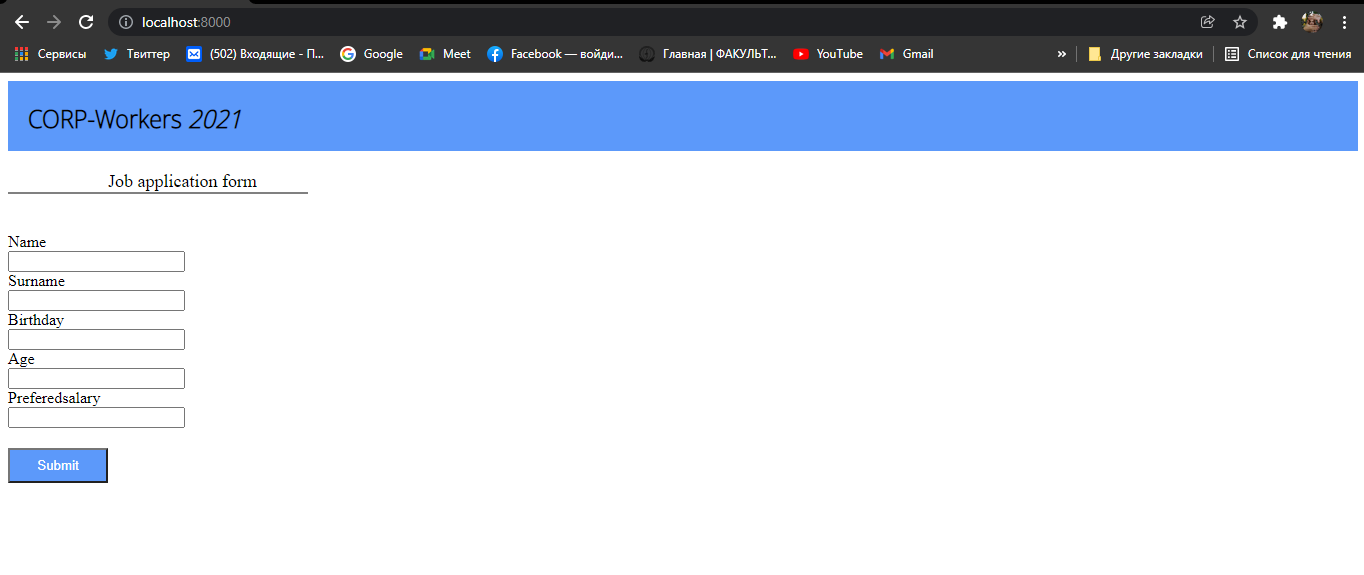 localhost:8000
Сервисы Твиттер (502) Входящие - П... Google Meet Facebook — войди... Главная | ФАКУЛЬТ... YouTube Gmail » Другие закладки Список для чтения
CORP-Workers 2021
Job application form
Name
Surname
Birthday
Age
Preferedsalary
Submit